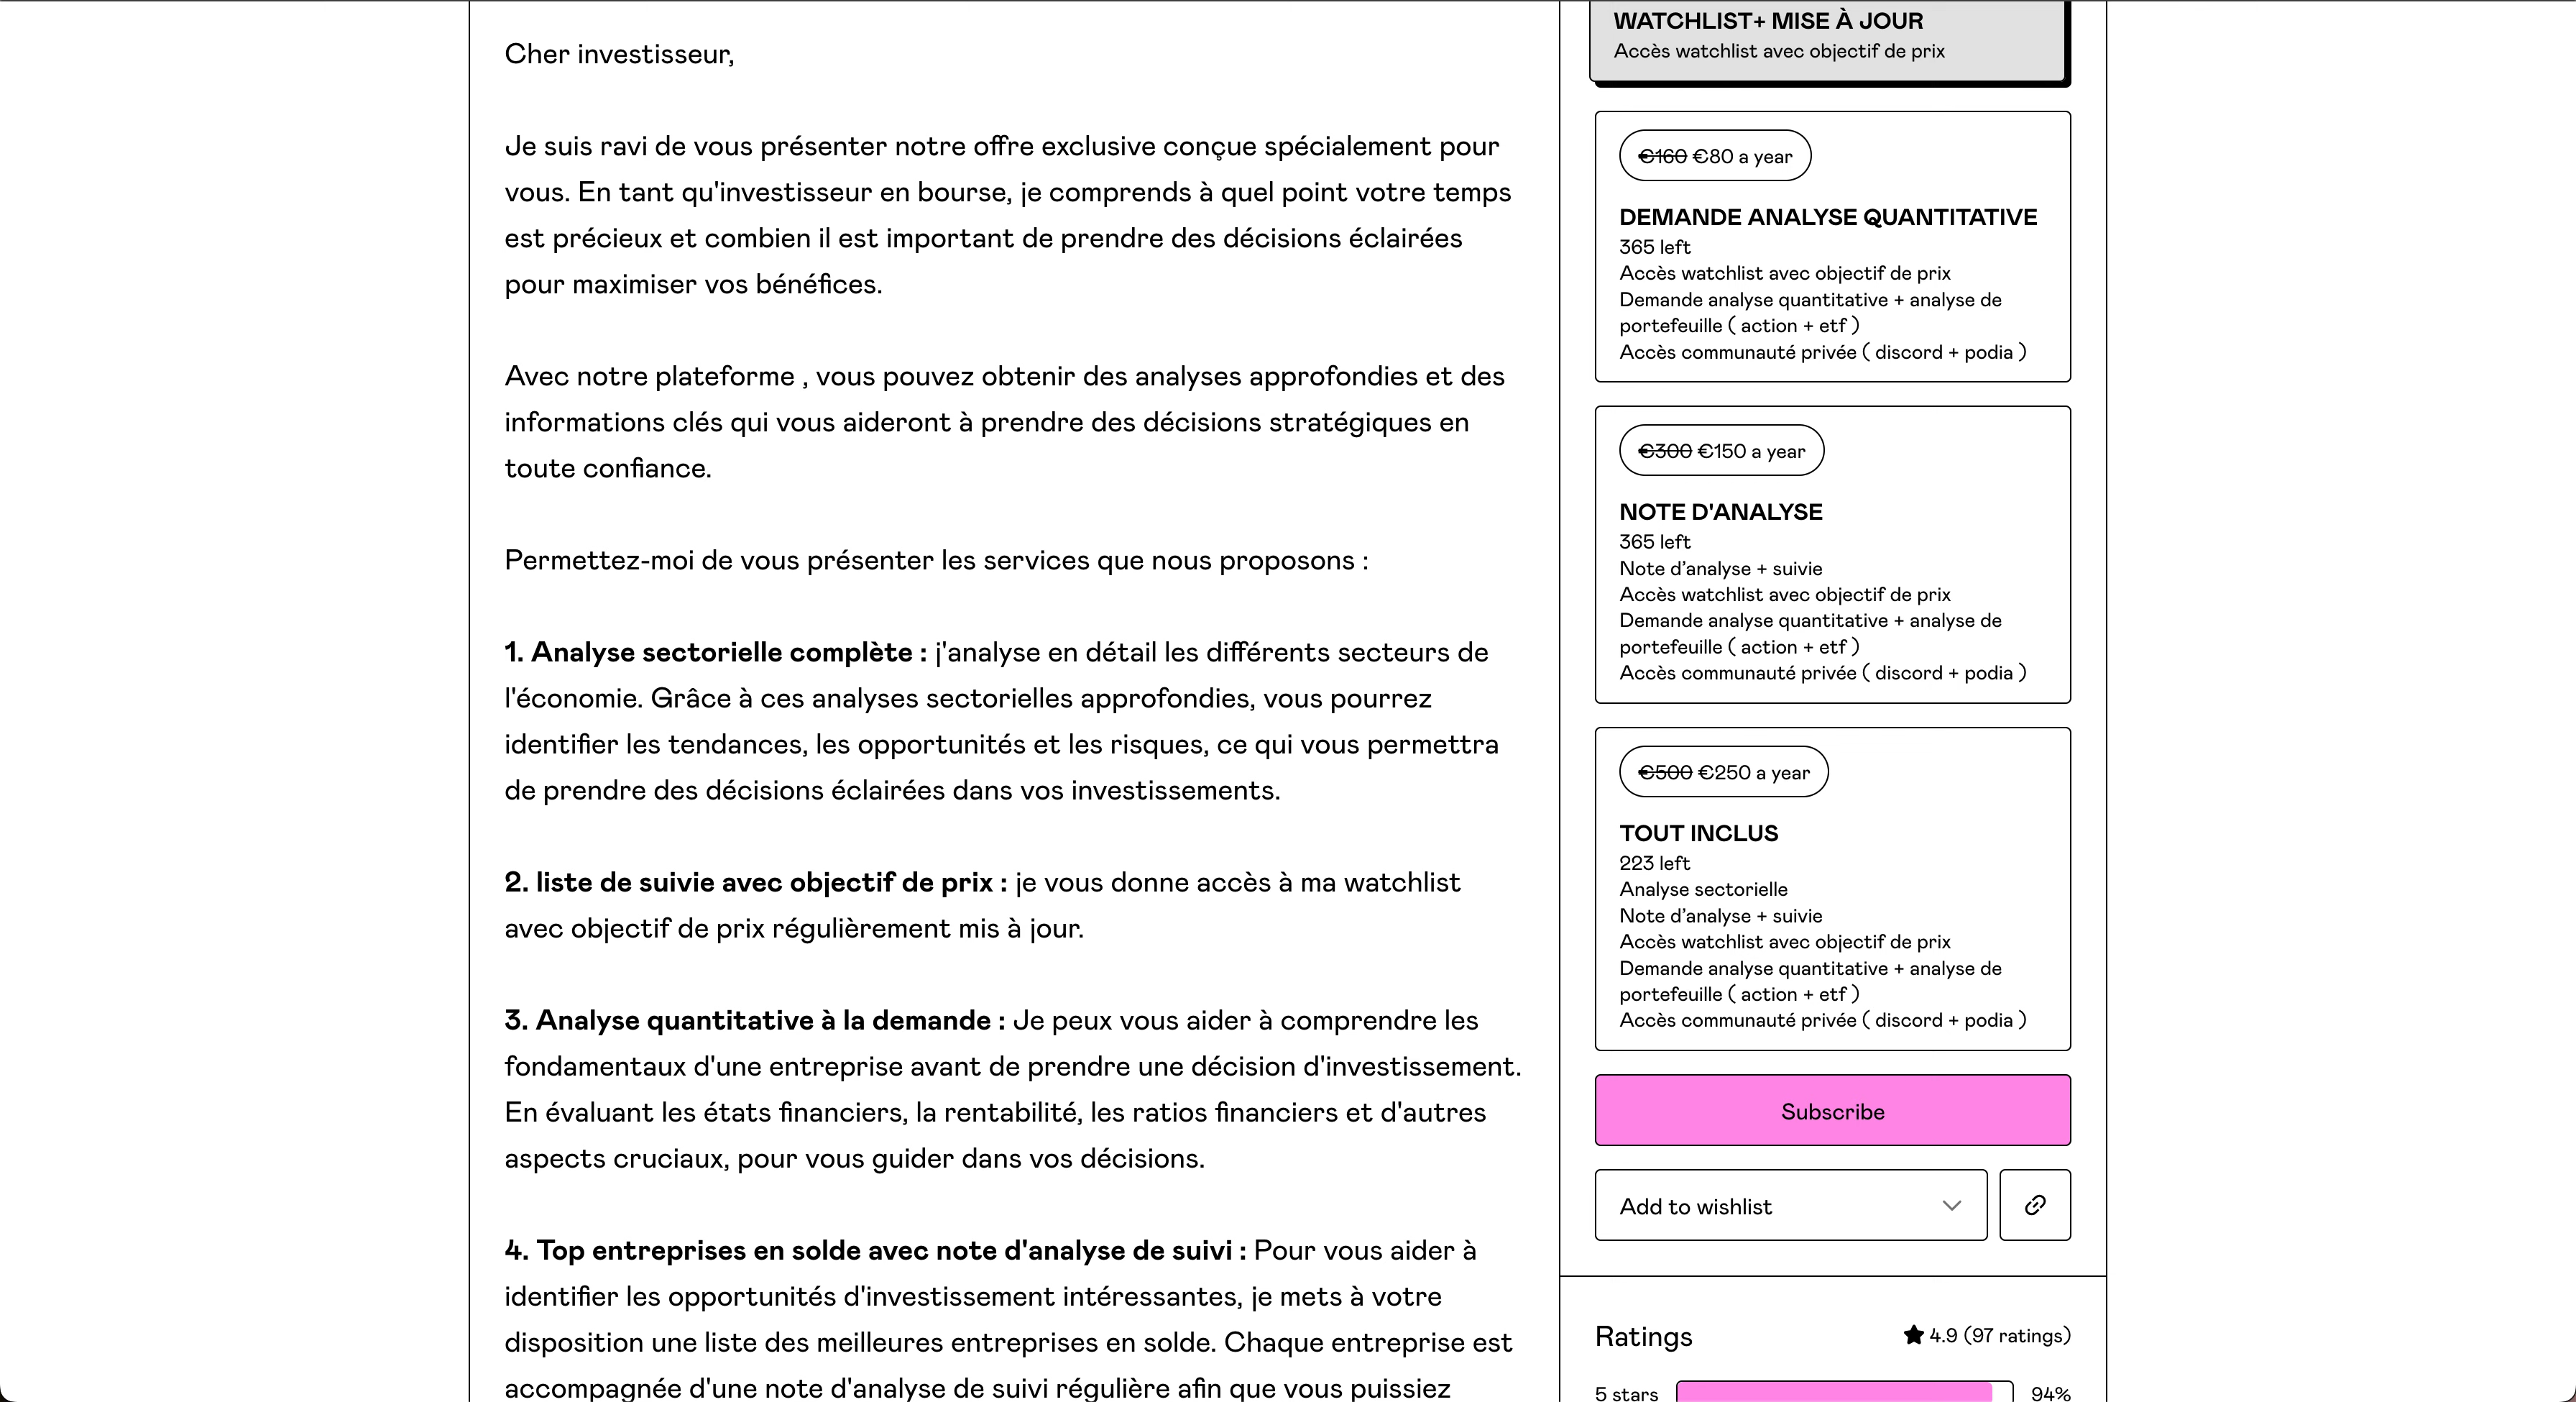 Cher investisseur,
Je suis ravi de vous présenter notre offre exclusive conçue spécialement pour
vous. En tant qu'investisseur en bourse, je comprends à quel point votre temps
est précieux et combien il est important de prendre des décisions éclairées
pour maximiser vos bénéfices.
Avec notre plateforme , vous pouvez obtenir des analyses approfondies et des
informations clés qui vous aideront à prendre des décisions stratégiques en
toute confiance.
Permettez-moi de vous présenter les services que nous proposons :
1. Analyse sectorielle complète : j'analyse en détail les différents secteurs de
l'économie. Grâce à ces analyses sectorielles approfondies, vous pourrez
identifier les tendances, les opportunités et les risques, ce qui vous permettra
de prendre des décisions éclairées dans vos investissements.
2. liste de suivie avec objectif de prix : je vous donne accès à ma watchlist
avec objectif de prix régulièrement mis à jour.
3. Analyse quantitative à la demande : Je peux vous aider à comprendre les
fondamentaux d'une entreprise avant de prendre une décision d'investissement.
En évaluant les états financiers, la rentabilité, les ratios financiers et d'autres
aspects cruciaux, pour vous guider dans vos décisions.
4. Top entreprises en solde avec note d'analyse de suivi : Pour vous aider à
identifier les opportunités d'investissement intéressantes, je mets à votre
disposition une liste des meilleures entreprises en solde. Chaque entreprise est
accompagnée d'une note d'analyse de suivi régulière afin que vous puissiez
WATCHLIST+ MISE À JOUR
Accès watchlist avec objectif de prix
€160 €80 a year
DEMANDE ANALYSE QUANTITATIVE
365 left
Accès watchlist avec objectif de prix
Demande analyse quantitative + analyse de
portefeuille ( action + etf )
Accès communauté privée ( discord + podia )
€300 €150 a year
NOTE D'ANALYSE
365 left
Note d’analyse + suivie
Accès watchlist avec objectif de prix
Demande analyse quantitative + analyse de
portefeuille ( action + etf )
Accès communauté privée ( discord + podia )
€500 €250 a year
TOUT INCLUS
223 left
Analyse sectorielle
Note d’analyse + suivie
Accès watchlist avec objectif de prix
Demande analyse quantitative + analyse de
portefeuille ( action + etf )
Accès communauté privée ( discord + podia )
Subscribe
Add to wishlist
Ratings 4.9 (97 ratings)
5 stars 94%